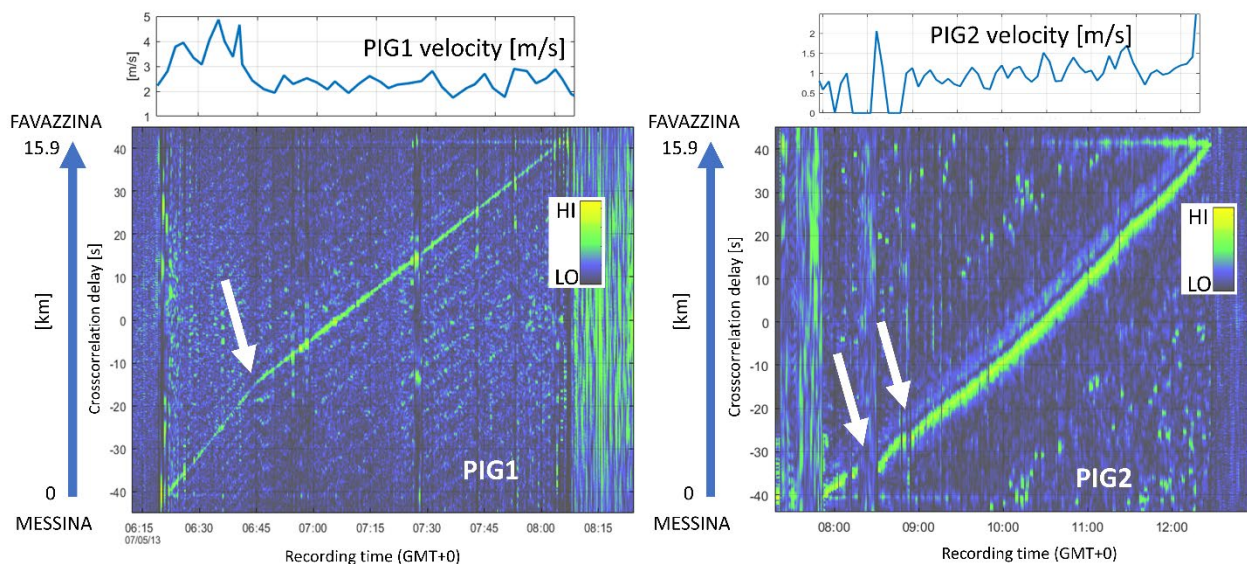 PIG1 velocity [m/s]
[m/s]
5
4
3
2
1
FAVAZZINA
15.9
[km]
0
MESSINA
Crosscorrelation delay [s]
40
30
20
10
0
-10
-20
-30
-40
HI
LO
PIG1
06:15 06:30 06:45 07:00 07:15 07:30 07:45 08:00 08:15
07/05/13
Recording time (GMT+0)
PIG2 velocity [m/s]
2
1.5
1
0.5
0
FAVAZZINA
15.9
[km]
0
MESSINA
Crosscorrelation delay [s]
40
30
20
10
0
-10
-20
-30
-40
HI
LO
PIG2
08:00 09:00 10:00 11:00 12:00
Recording time (GMT+0)